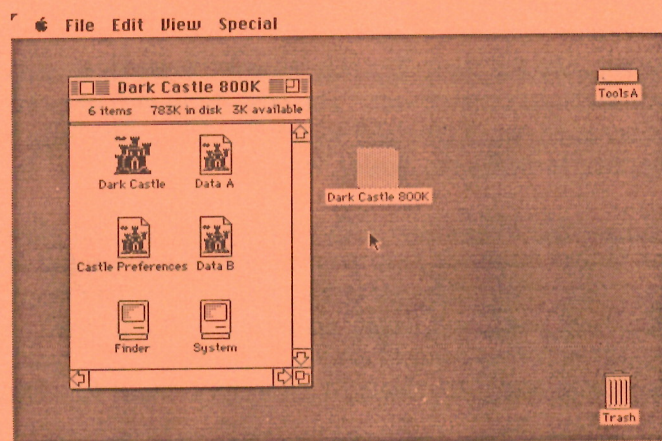 File Edit View Special
Dark Castle 800K
6 items 783K in disk 3K available
Dark Castle Data A
Castle Preferences Data B
Finder System
ToolsA
Dark Castle 800K
Trash